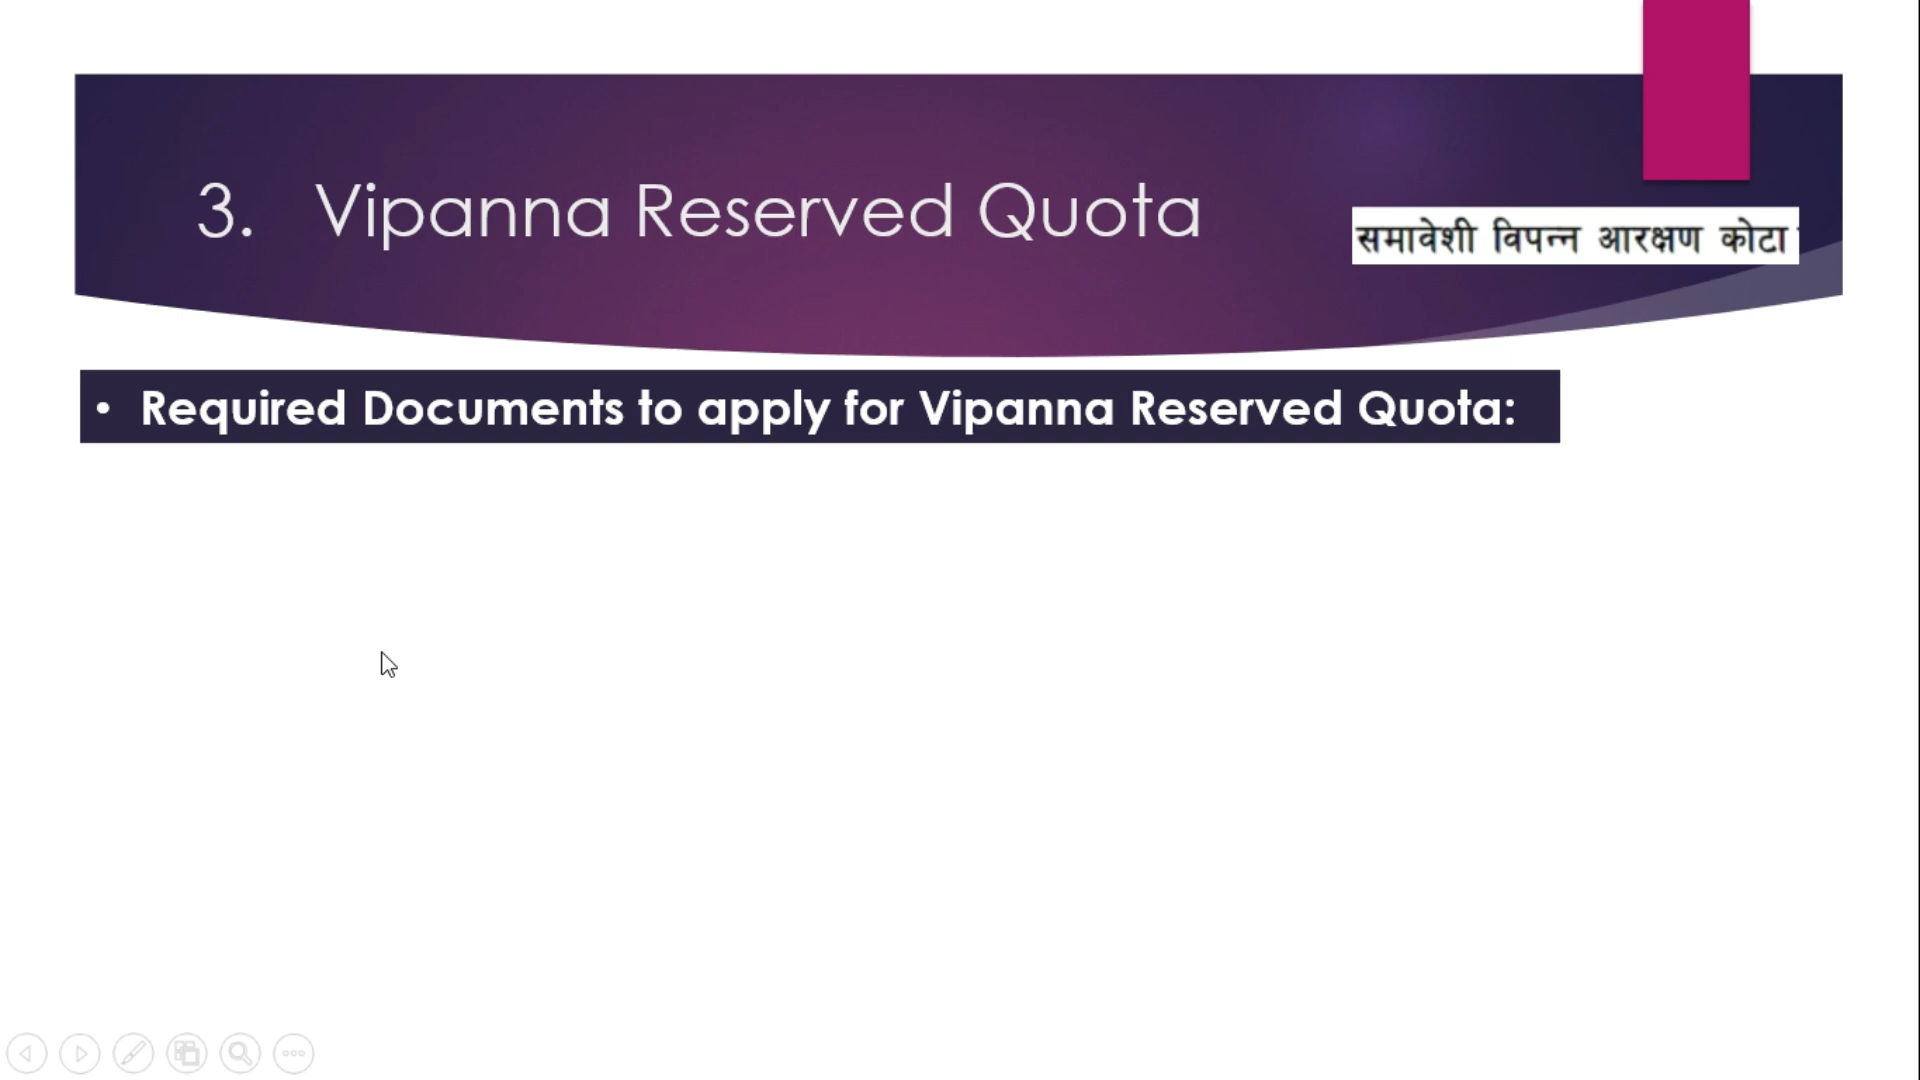 3. Vipanna Reserved Quota
समावेशी विपन्न आरक्षण कोटा
• Required Documents to apply for Vipanna Reserved Quota: